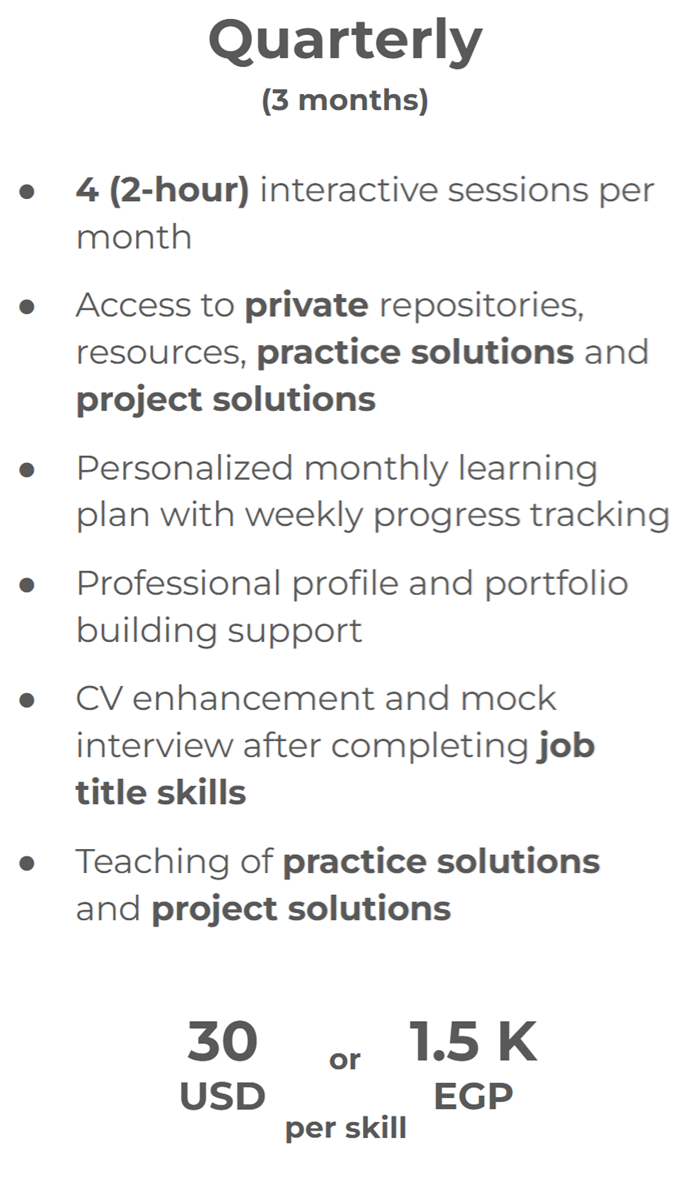 Quarterly
(3 months)
● 4 (2-hour) interactive sessions per
month
● Access to private repositories,
resources, practice solutions and
project solutions
● Personalized monthly learning
plan with weekly progress tracking
● Professional profile and portfolio
building support
● CV enhancement and mock
interview after completing job
title skills
● Teaching of practice solutions
and project solutions
30 or 1.5 K
USD EGP
per skill